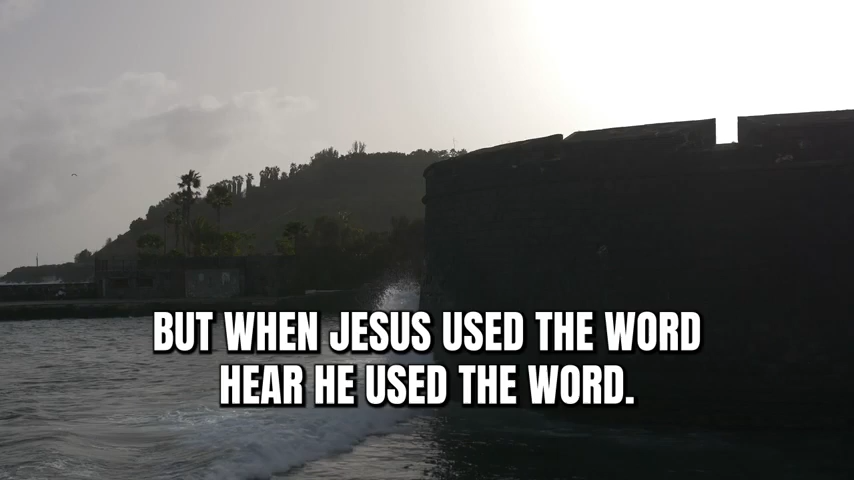 BUT WHEN JESUS USED THE WORD
HEAR HE USED THE WORD.